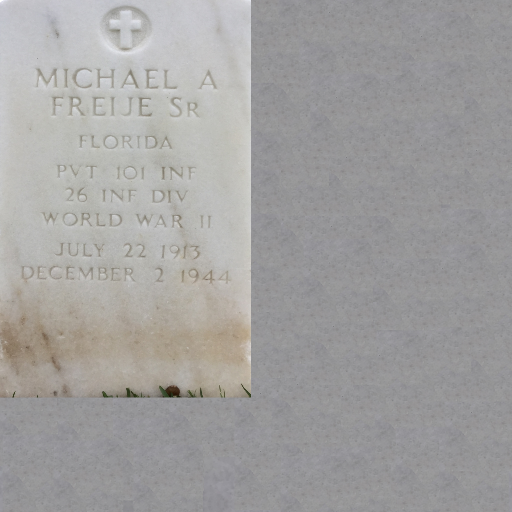 MICHAEL A
FREIJE SR
FLORIDA
PVT 101 INF
26 INF DIV
WORLD WAR II
JULY 22 1913
DECEMBER 2 1944